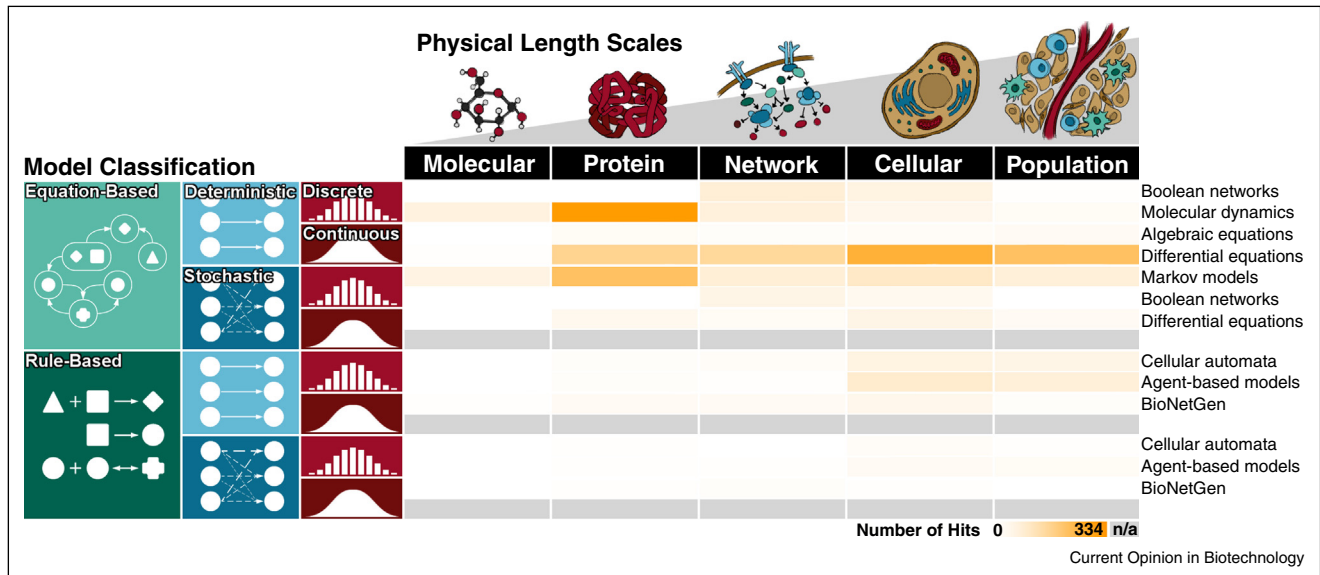 Physical Length Scales
Model Classification
Molecular Protein Network Cellular Population
Equation-Based Deterministic Discrete
Boolean networks
Molecular dynamics
Continuous
Algebraic equations
Differential equations
Stochastic
Markov models
Boolean networks
Differential equations
Rule-Based
Cellular automata
Agent-based models
BioNetGen
Cellular automata
Agent-based models
BioNetGen
Number of Hits 0 334 n/a
Current Opinion in Biotechnology